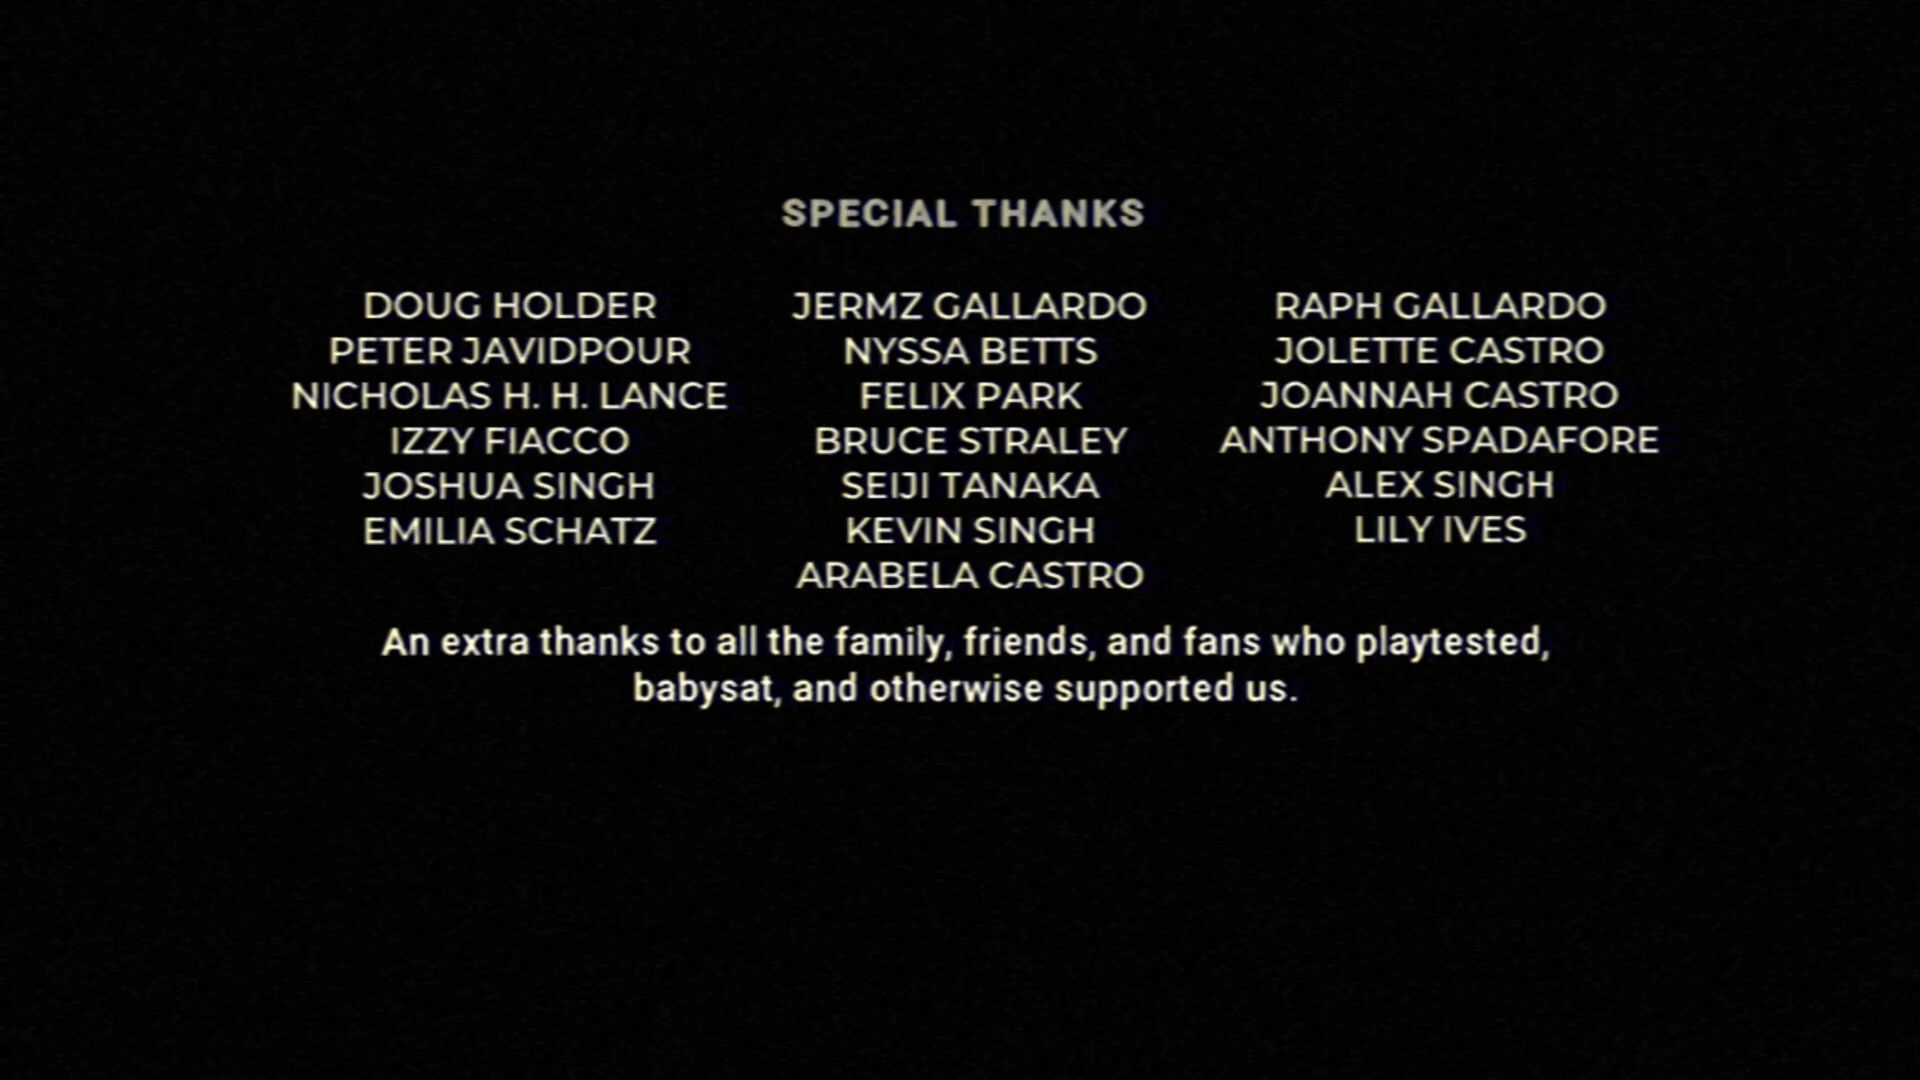 SPECIAL THANKS
DOUG HOLDER
PETER JAVIDPOUR
NICHOLAS H. H. LANCE
IZZY FIACCO
JOSHUA SINGH
EMILIA SCHATZ
JERMZ GALLARDO
NYSSA BETTS
FELIX PARK
BRUCE STRALEY
SEIJI TANAKA
KEVIN SINGH
ARABELA CASTRO
RAPH GALLARDO
JOLETTE CASTRO
JOANNAH CASTRO
ANTHONY SPADAFORE
ALEX SINGH
LILY IVES
An extra thanks to all the family, friends, and fans who playtested,
babysat, and otherwise supported us.